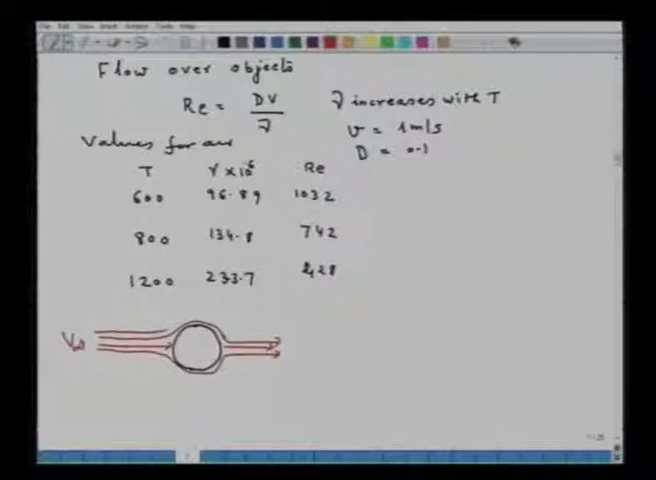 Flow over objects
Re = DV / ν
ν increases with T
v = 1m/s
D = 0.1
Values for air
T ν×10⁶ Re
600 96.89 1032
800 134.8 742
1200 233.7 428
V∞